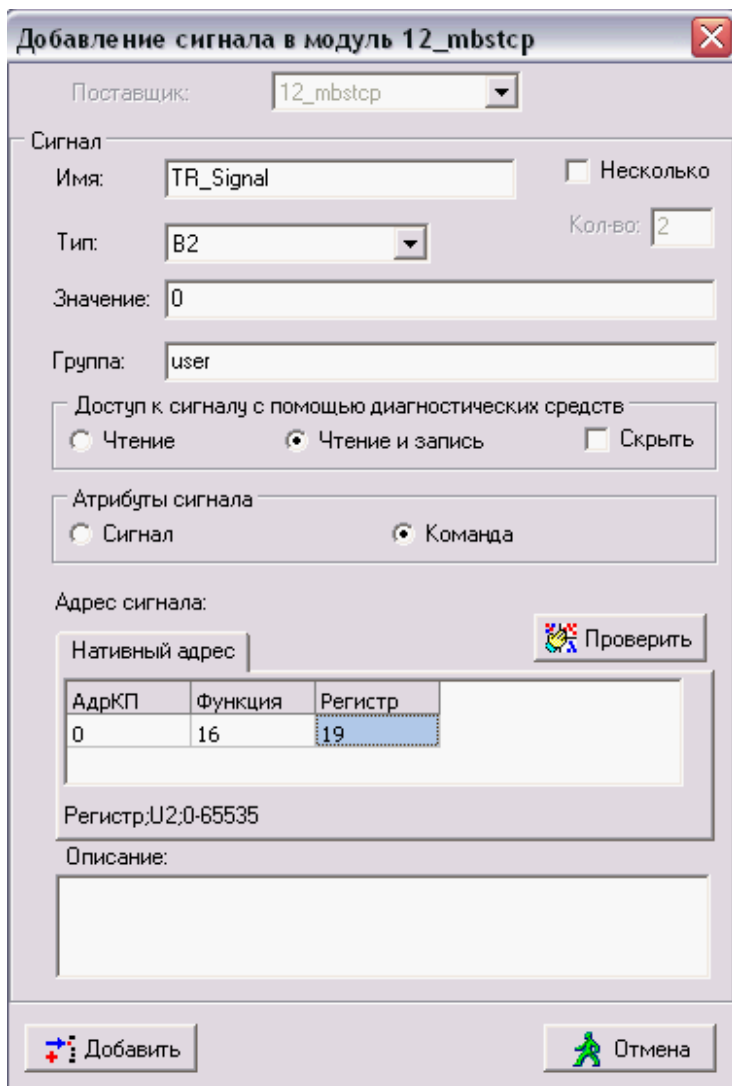 Добавление сигнала в модуль 12_mbstcp
Поставщик: 12_mbstcp
Сигнал
Имя: TR_Signal Несколько
Тип: B2 Кол-во: 2
Значение: 0
Группа: user
Доступ к сигналу с помощью диагностических средств
Чтение Чтение и запись Скрыть
Атрибуты сигнала
Сигнал Команда
Адрес сигнала:
Проверить
Нативный адрес
АдрКП Функция Регистр
0 16 19
Регистр;U2;0-65535
Описание:
Добавить Отмена